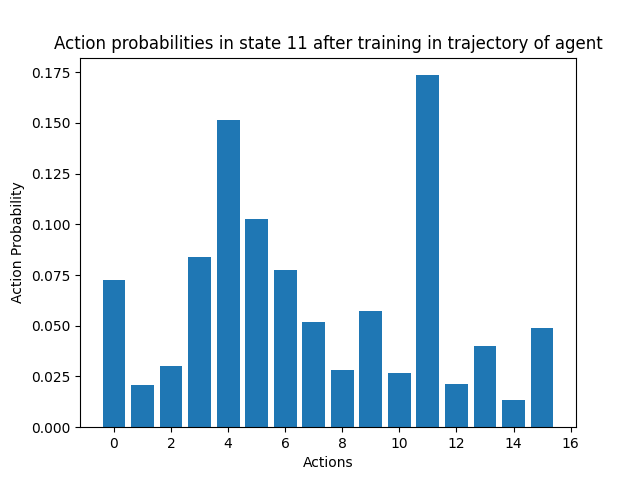 Action probabilities in state 11 after training in trajectory of agent
0.175
0.150
0.125
0.100
0.075
0.050
0.025
0.000
Action Probability
0 2 4 6 8 10 12 14 16
Actions